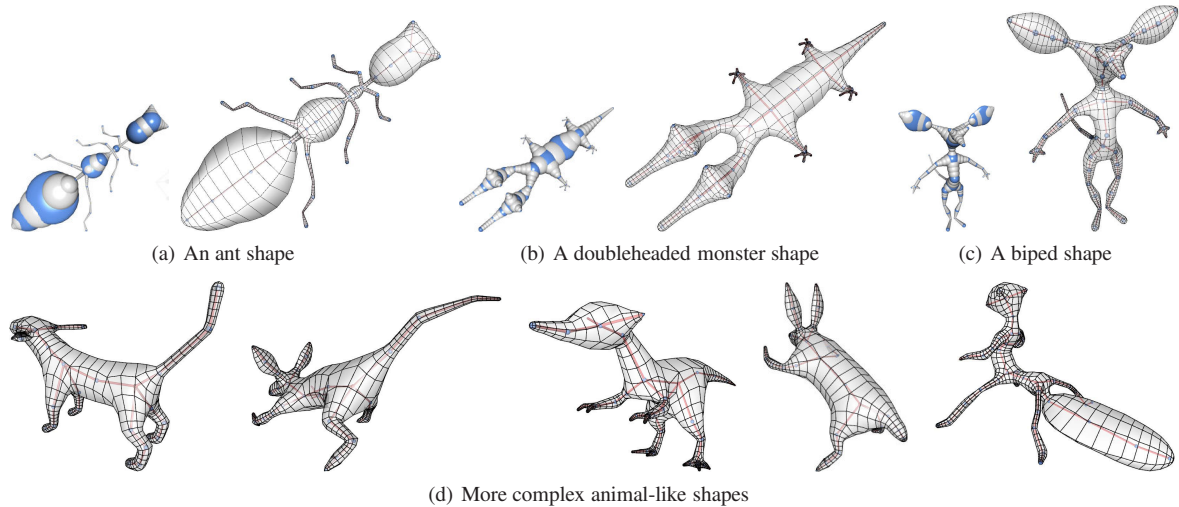 (a) An ant shape
(b) A doubleheaded monster shape
(c) A biped shape
(d) More complex animal-like shapes